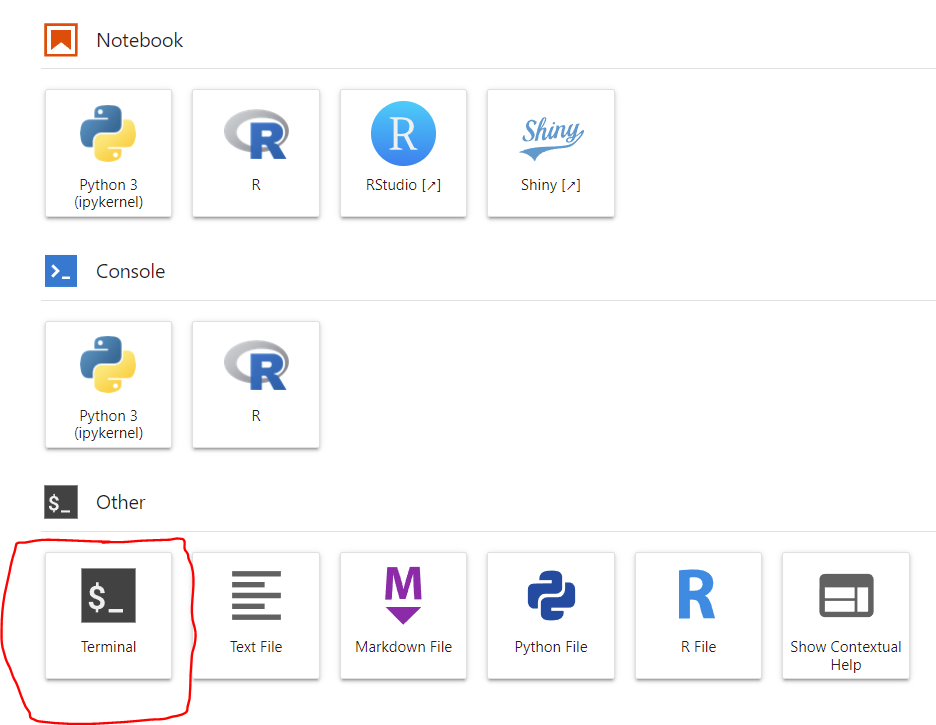 Notebook
Python 3
(ipykernel)
R
R
RStudio [↗]
Shiny
Shiny [↗]
Console
>_
Python 3
(ipykernel)
R
R
$_
Other
$_
Terminal
Text File
M
Markdown File
Python File
R
R File
Show Contextual
Help